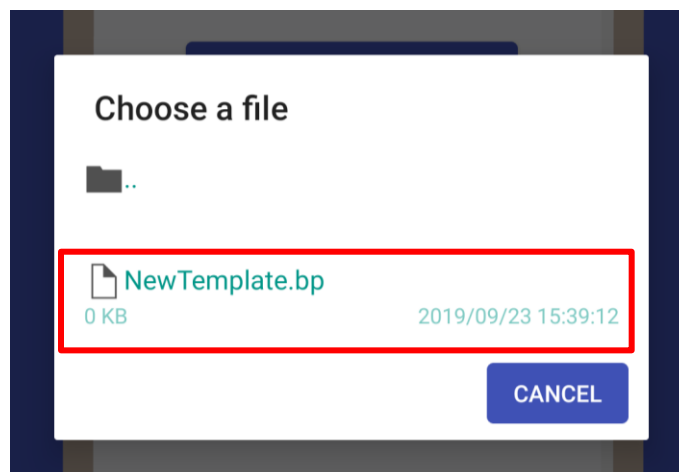 Choose a file
..
NewTemplate.bp
0 KB 2019/09/23 15:39:12
CANCEL